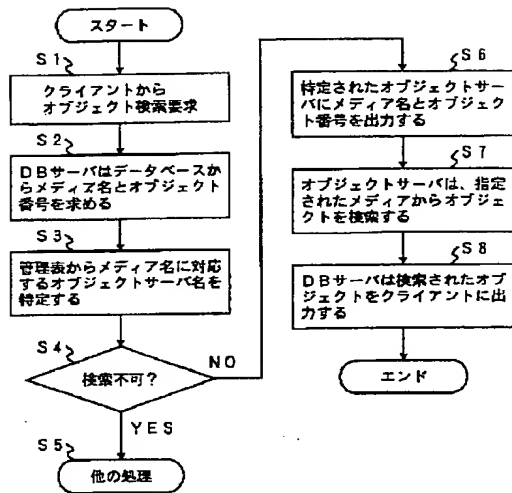 スタート
S1
クライアントから
オブジェクト検索要求
S2
DBサーバはデータベースか
らメディア名とオブジェクト
番号を求める
S3
管理表からメディア名に対応
するオブジェクトサーバ名を
特定する
S4
検索不可?
NO
YES
S5
他の処理
S6
特定されたオブジェクトサー
バにメディア名とオブジェク
ト番号を出力する
S7
オブジェクトサーバは、指定
されたメディアからオブジェ
クトを検索する
S8
DBサーバは検索されたオブ
ジェクトをクライアントに出
力する
エンド